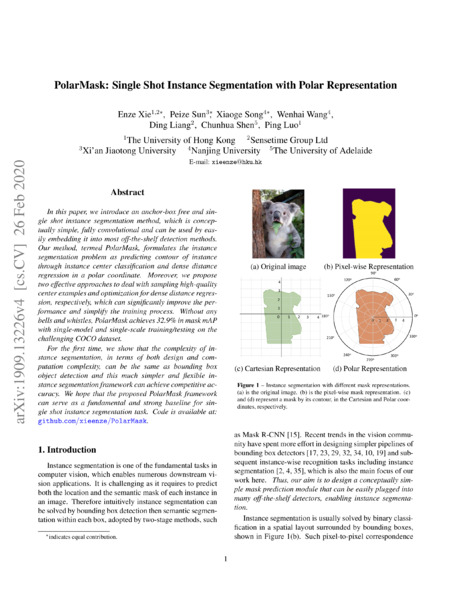 PolarMask: Single Shot Instance Segmentation with Polar Representation
Enze Xie1,2*, Peize Sun3*, Xiaoge Song4*, Wenhai Wang4,
Ding Liang2, Chunhua Shen5, Ping Luo1
1The University of Hong Kong 2Sensetime Group Ltd
3Xi'an Jiaotong University 4Nanjing University 5The University of Adelaide
E-mail: xieenze@hku.hk
arXiv:1909.13226v4 [cs.CV] 26 Feb 2020
Abstract
In this paper, we introduce an anchor-box free and sin-
gle shot instance segmentation method, which is concep-
tually simple, fully convolutional and can be used by eas-
ily embedding it into most off-the-shelf detection methods.
Our method, termed PolarMask, formulates the instance
segmentation problem as predicting contour of instance
through instance center classification and dense distance
regression in a polar coordinate. Moreover, we propose
two effective approaches to deal with sampling high-quality
center examples and optimization for dense distance regres-
sion, respectively, which can significantly improve the per-
formance and simplify the training process. Without any
bells and whistles, PolarMask achieves 32.9% in mask mAP
with single-model and single-scale training/testing on the
challenging COCO dataset.
For the first time, we show that the complexity of in-
stance segmentation, in terms of both design and com-
putation complexity, can be the same as bounding box
object detection and this much simpler and flexible in-
stance segmentation framework can achieve competitive ac-
curacy. We hope that the proposed PolarMask framework
can serve as a fundamental and strong baseline for sin-
gle shot instance segmentation task. Code is available at:
github.com/xieenze/PolarMask.
1. Introduction
Instance segmentation is one of the fundamental tasks in
computer vision, which enables numerous downstream vi-
sion applications. It is challenging as it requires to predict
both the location and the semantic mask of each instance in
an image. Therefore intuitively instance segmentation can
be solved by bounding box detection then semantic segmen-
tation within each box, adopted by two-stage methods, such
*indicates equal contribution.
(a) Original image (b) Pixel-wise Representation
(c) Cartesian Representation (d) Polar Representation
Figure 1 – Instance segmentation with different mask representations.
(a) is the original image. (b) is the pixel-wise mask representation. (c)
and (d) represent a mask by its contour, in the Cartesian and Polar coor-
dinates, respectively.
as Mask R-CNN [15]. Recent trends in the vision commu-
nity have spent more effort in designing simpler pipelines of
bounding box detectors [17, 23, 29, 32, 34, 10, 19] and sub-
sequent instance-wise recognition tasks including instance
segmentation [2, 4, 35], which is also the main focus of our
work here. Thus, our aim is to design a conceptually sim-
ple mask prediction module that can be easily plugged into
many off-the-shelf detectors, enabling instance segmenta-
tion.
Instance segmentation is usually solved by binary classi-
fication in a spatial layout surrounded by bounding boxes,
shown in Figure 1(b). Such pixel-to-pixel correspondence
1